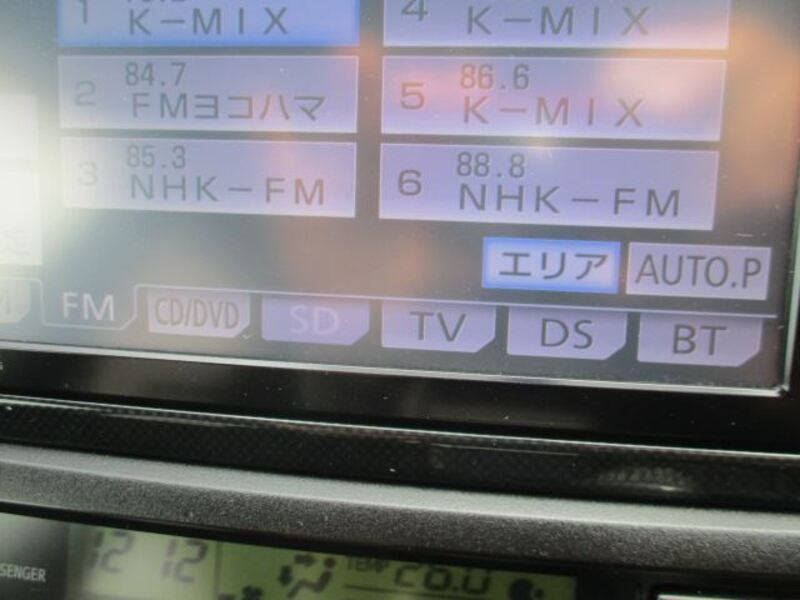 1
K-MIX
4
K-MIX
2 84.7
FMヨコハマ
5 86.6
K-MIX
3 85.3
NHK-FM
6 88.8
NHK-FM
エリア AUTO.P
FM CD/DVD SD TV DS BT
SENGER 12 12 TEMP 26.0